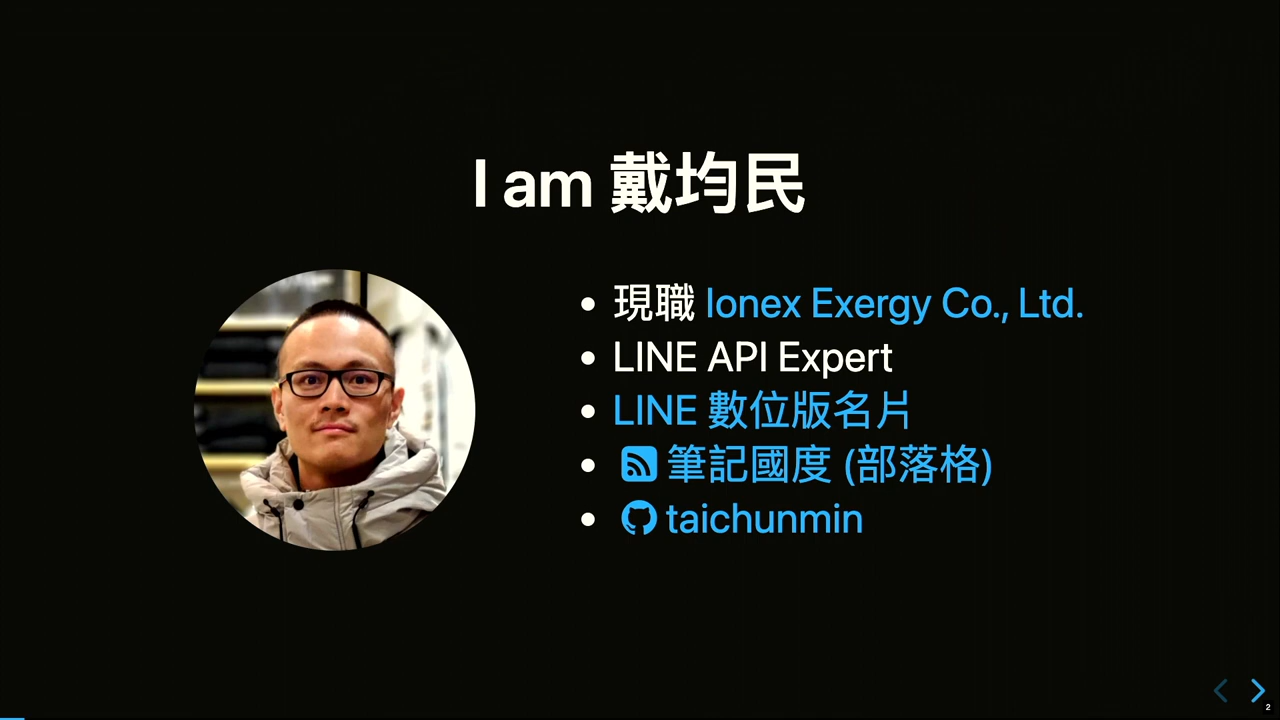 I am 戴均民
現職 Ionex Exergy Co., Ltd.
LINE API Expert
LINE 數位版名片
筆記國度 (部落格)
taichunmin
2